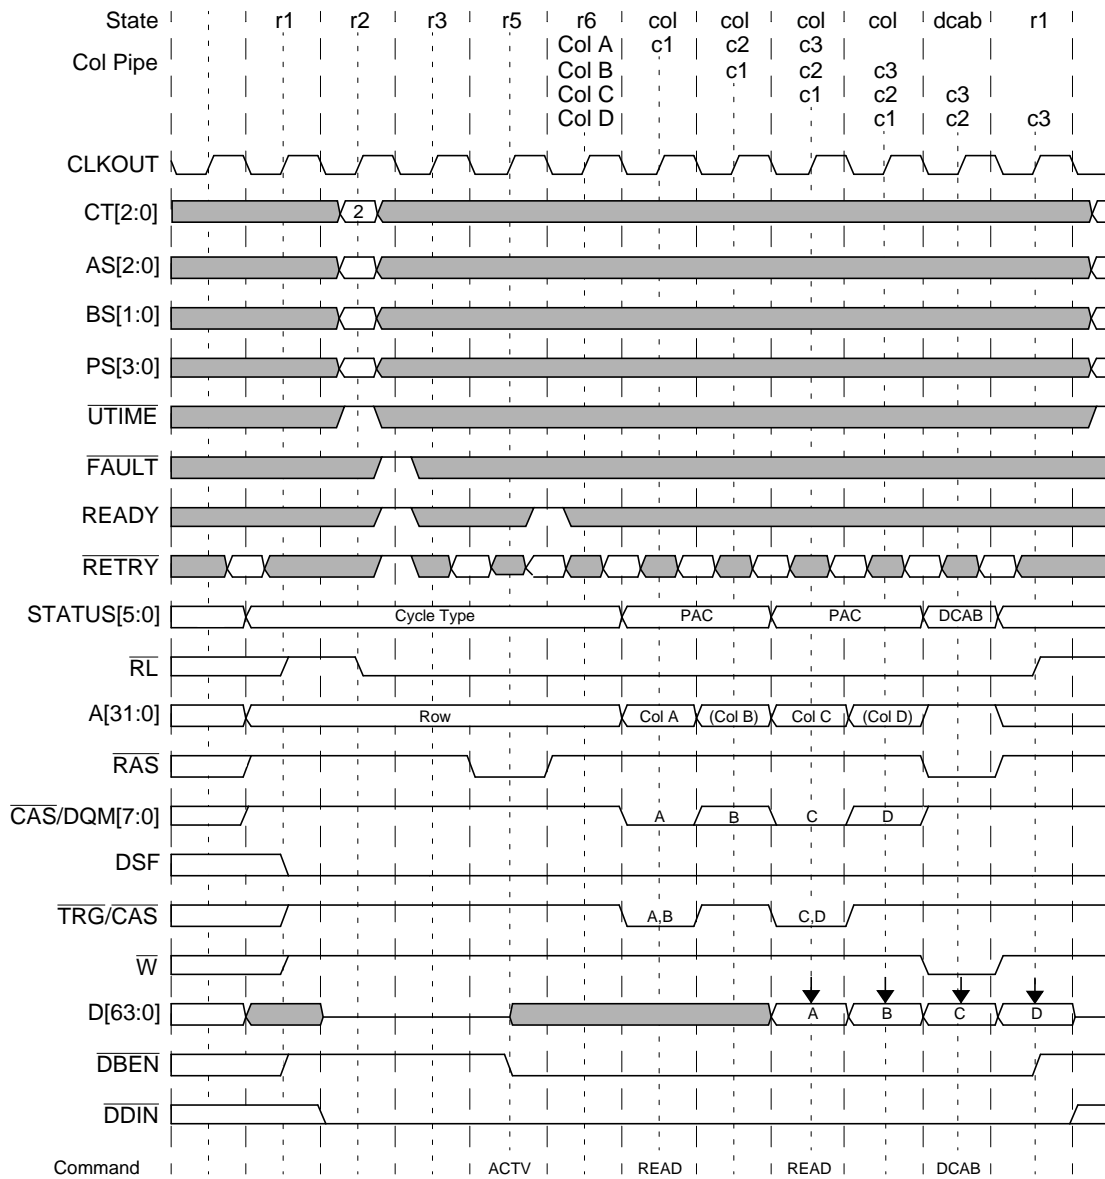 State r1 r2 r3 r5 r6 col col col col dcab r1
Col Pipe
Col A c1 c2 c3
Col B c1 c2 c3
Col C c1 c2 c3
Col D c1 c2 c3
CLKOUT
CT[2:0] 2
AS[2:0]
BS[1:0]
PS[3:0]
UTIME
FAULT
READY
RETRY
STATUS[5:0] Cycle Type PAC PAC DCAB
RL
A[31:0] Row Col A (Col B) Col C (Col D)
RAS
CAS/DQM[7:0] A B C D
DSF
TRG/CAS A,B C,D
W
D[63:0] A B C D
DBEN
DDIN
Command ACTV READ READ DCAB